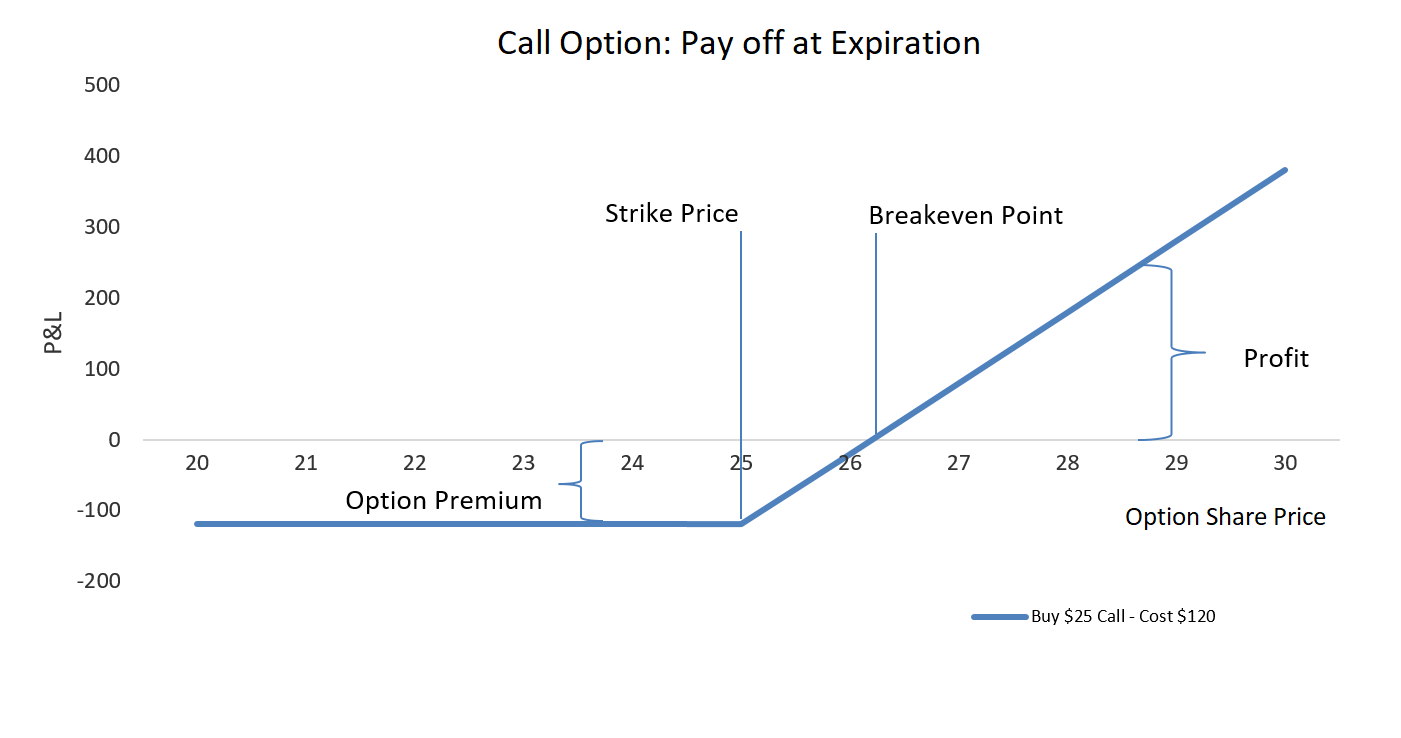 Call Option: Pay off at Expiration
500
400
300
200
100
0
-100
-200
P&L
Strike Price
Breakeven Point
Profit
Option Premium
20 21 22 23 24 25 26 27 28 29 30
Option Share Price
Buy $25 Call - Cost $120